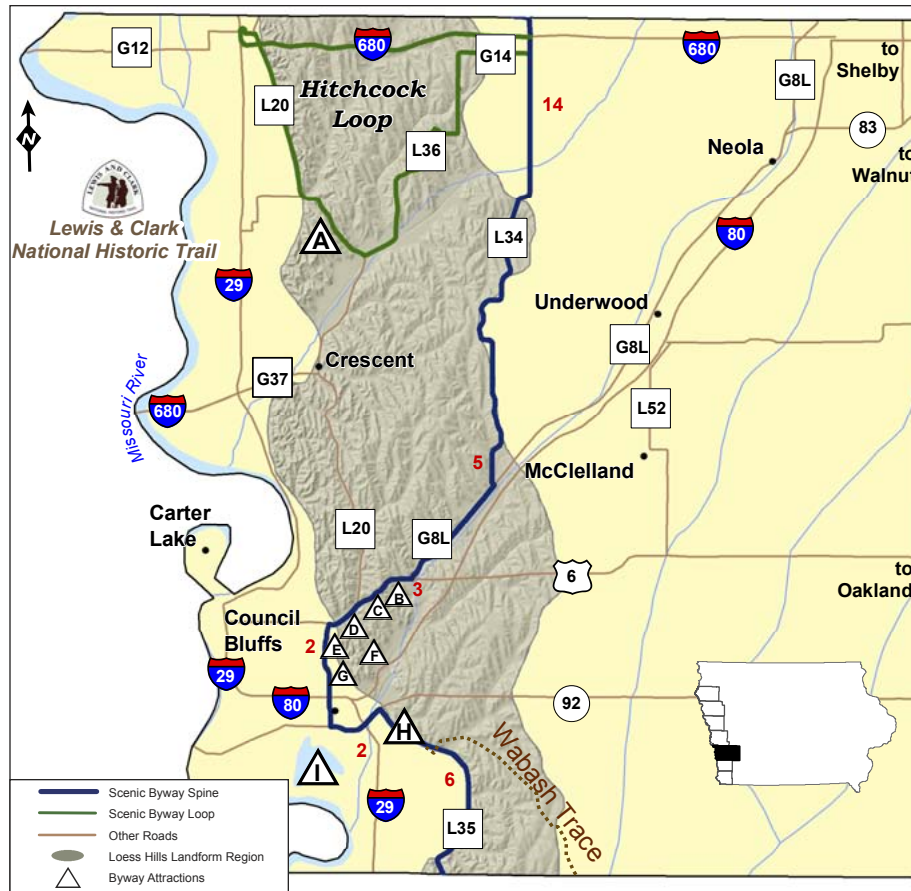 G12
680
G14
680
G8L
to
Shelby
Hitchcock
Loop
L20
14
83
L36
Neola
to
Walnut
N
LEWIS AND CLARK
Lewis & Clark
National Historic Trail
A
L34
80
29
Underwood
G8L
Crescent
G37
L52
Missouri River
680
5
McClelland
Carter
Lake
L20
G8L
6
to
Oakland
3
B
C
D
Council
Bluffs
2
E
F
G
29
80
92
H
2
I
Wabash Trace
6
29
L35
Scenic Byway Spine
Scenic Byway Loop
Other Roads
Loess Hills Landform Region
Byway Attractions